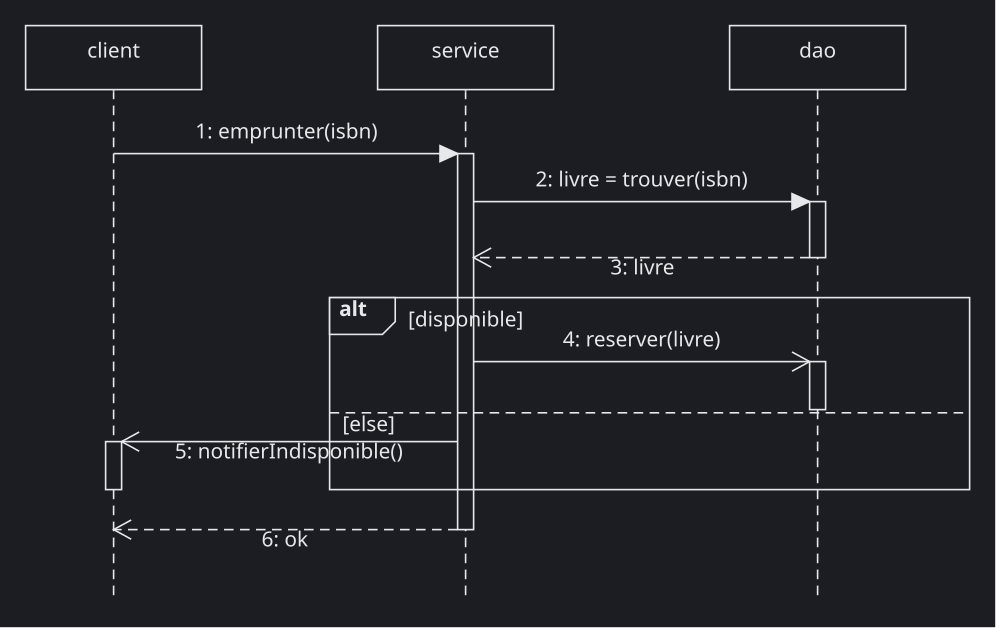 client
service
dao
1: emprunter(isbn)
2: livre = trouver(isbn)
3: livre
alt
[disponible]
4: reserver(livre)
[else]
5: notifierIndisponible()
6: ok